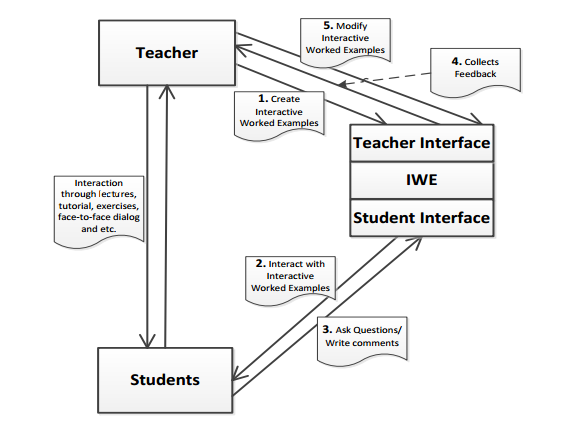 5. Modify
Interactive
Worked Examples
Teacher
4. Collects
Feedback
1. Create
Interactive
Worked Examples
Teacher Interface
IWE
Student Interface
Interaction
through lectures,
tutorial, exercises,
face-to-face dialog
and etc.
2. Interact with
Interactive
Worked Examples
3. Ask Questions/
Write comments
Students